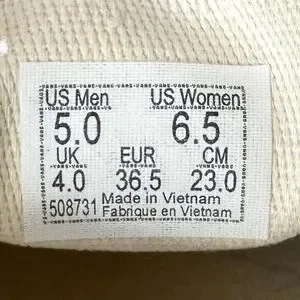 US Men US Women
5.0 6.5
UK EUR CM
4.0 36.5 23.0
508731 Made in Vietnam
Fabriqué en Vietnam